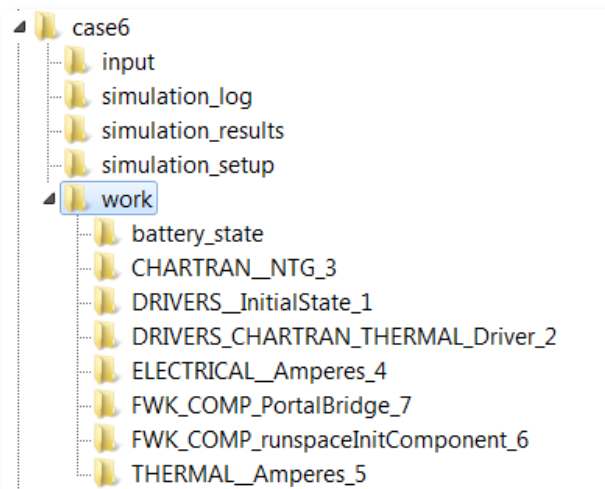 case6
input
simulation_log
simulation_results
simulation_setup
work
battery_state
CHARTRAN__NTG_3
DRIVERS__InitialState_1
DRIVERS_CHARTRAN_THERMAL_Driver_2
ELECTRICAL__Amperes_4
FWK_COMP_PortalBridge_7
FWK_COMP_runspaceInitComponent_6
THERMAL__Amperes_5